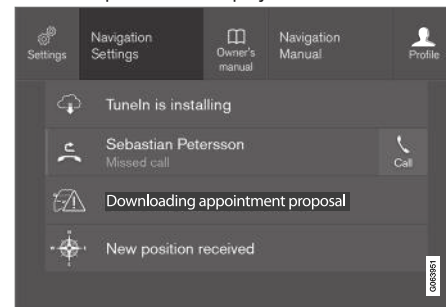 Settings
Navigation
Settings
Owner's
manual
Navigation
Manual
Profile
TuneIn is installing
Sebastian Petersson
Missed call
Call
Downloading appointment proposal
New position received
G063951